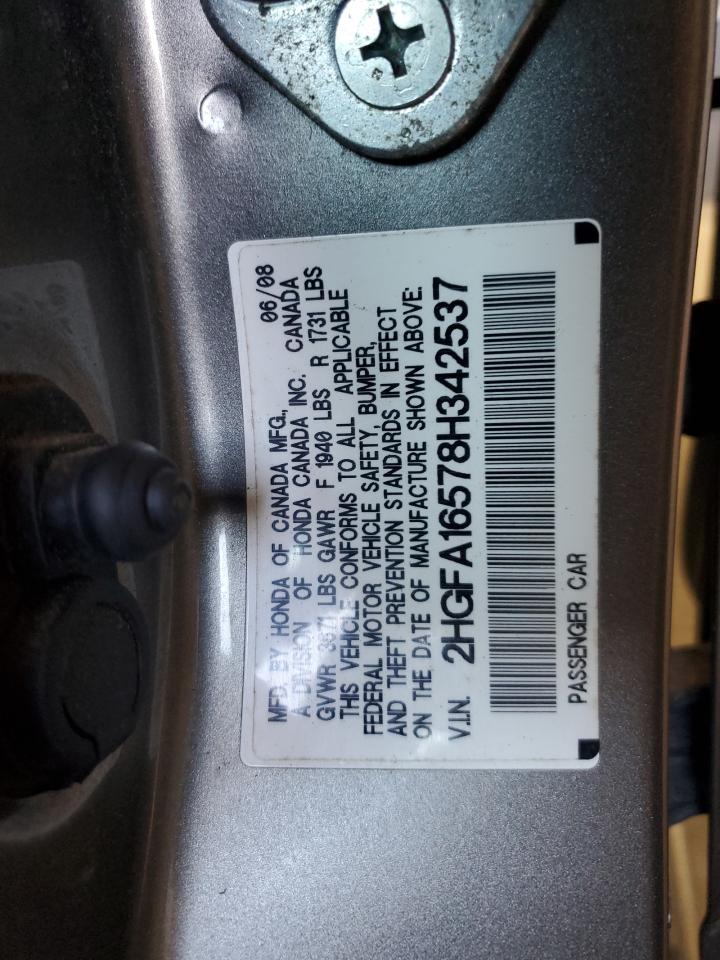 MFD. BY HONDA OF CANADA MFG., 06/08
A DIVISION OF HONDA CANADA INC. CANADA
GVWR 3671 LBS GAWR F 1940 LBS R 1731 LBS
THIS VEHICLE CONFORMS TO ALL APPLICABLE
FEDERAL MOTOR VEHICLE SAFETY, BUMPER,
AND THEFT PREVENTION STANDARDS IN EFFECT
ON THE DATE OF MANUFACTURE SHOWN ABOVE:
V.I.N. 2HGFA16578H342537
PASSENGER CAR